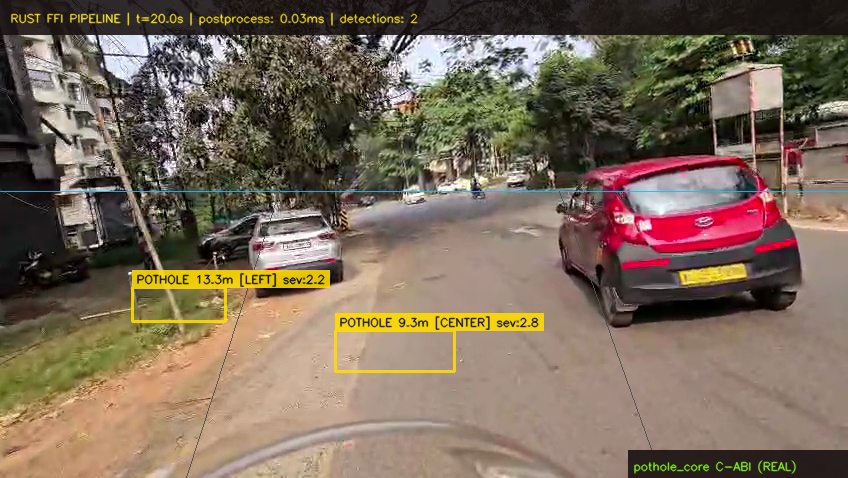 RUST FFI PIPELINE | t=20.0s | postprocess: 0.03ms | detections: 2
POTHOLE 13.3m [LEFT] sev:2.2
POTHOLE 9.3m [CENTER] sev:2.8
pothole_core C-ABI (REAL)